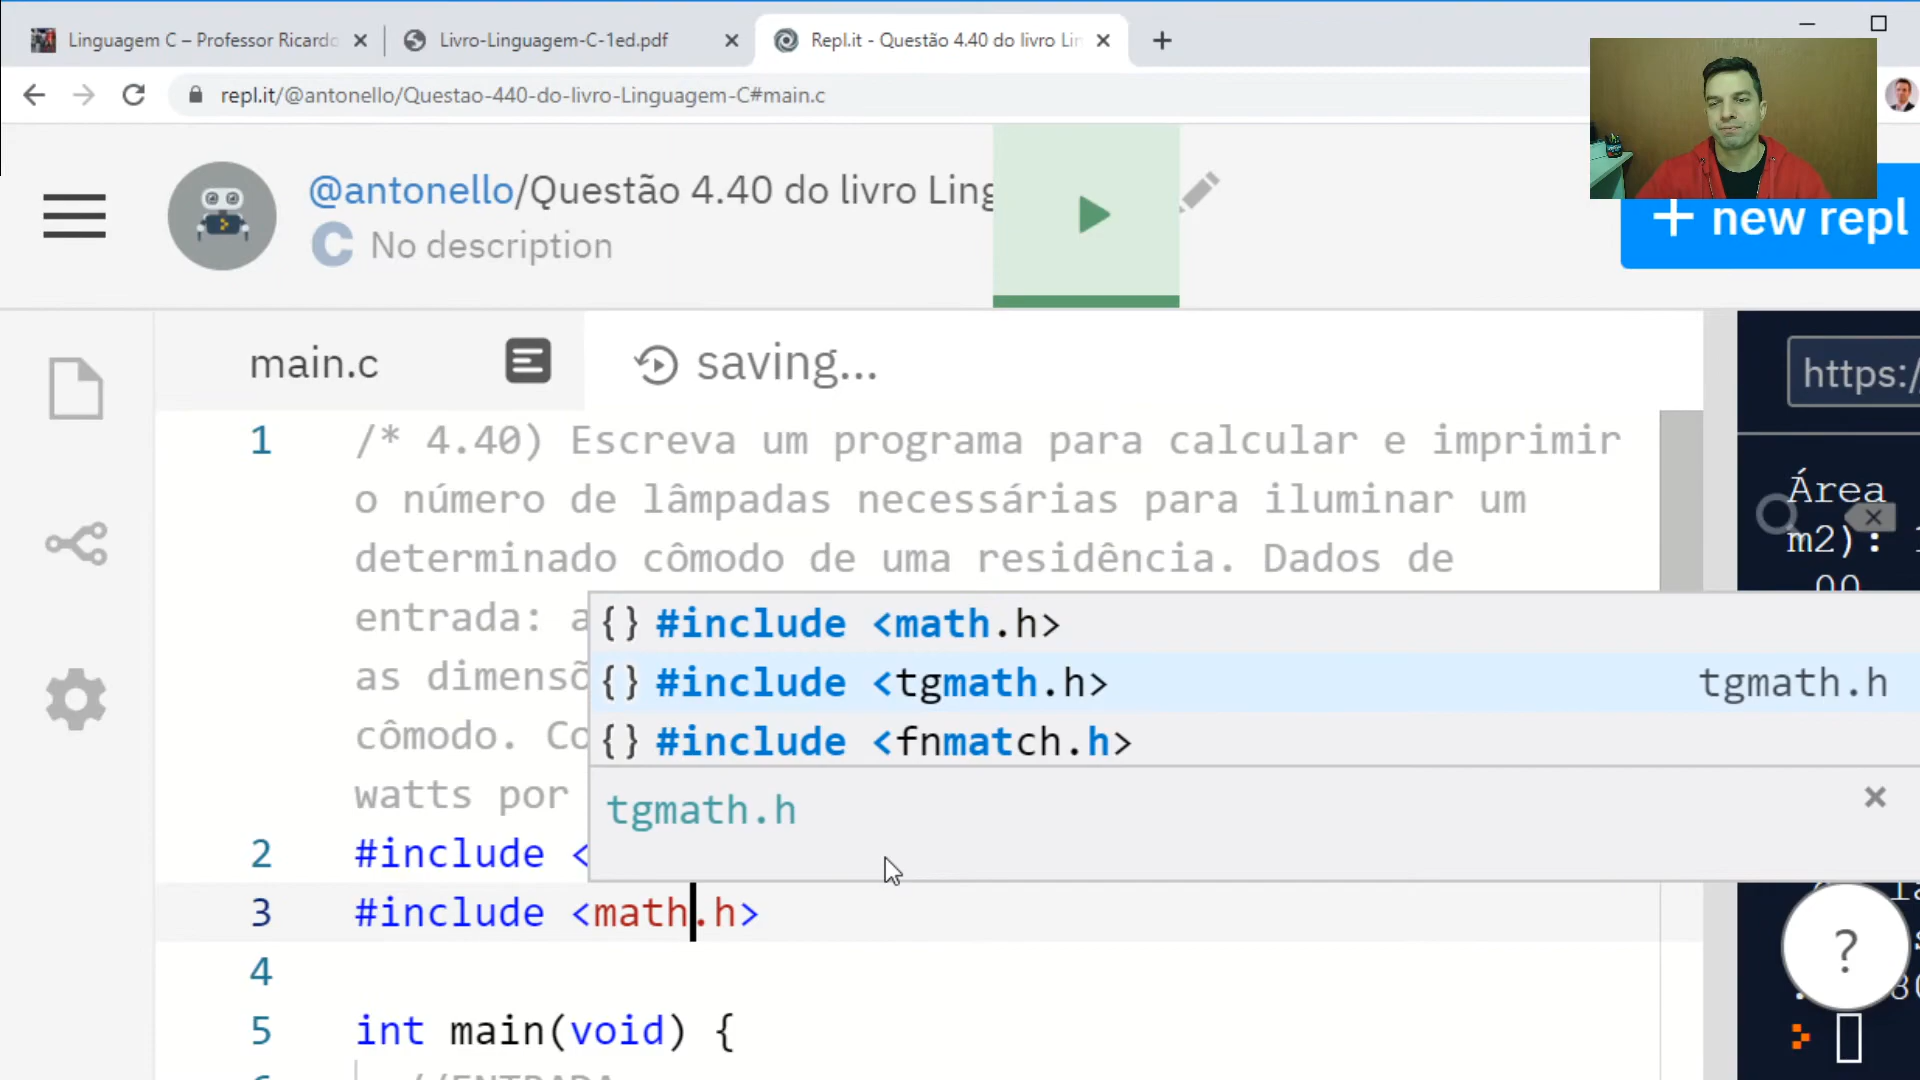 Linguagem C – Professor Ricardo
Livro-Linguagem-C-1ed.pdf
Repl.it - Questão 4.40 do livro Lin
repl.it/@antonello/Questao-440-do-livro-Linguagem-C#main.c
@antonello/Questão 4.40 do livro Ling
C No description
+ new repl
main.c
saving...
https:/
1 /* 4.40) Escreva um programa para calcular e imprimir
o número de lâmpadas necessárias para iluminar um
determinado cômodo de uma residência. Dados de
entrada: a
as dimensõ
cômodo. Co
watts por
{} #include <math.h>
{} #include <tgmath.h> tgmath.h
{} #include <fnmatch.h>
tgmath.h
2 #include <
3 #include <math.h>
4
5 int main(void) {
6 //ENTRADA
Área
m2): 1
00
?